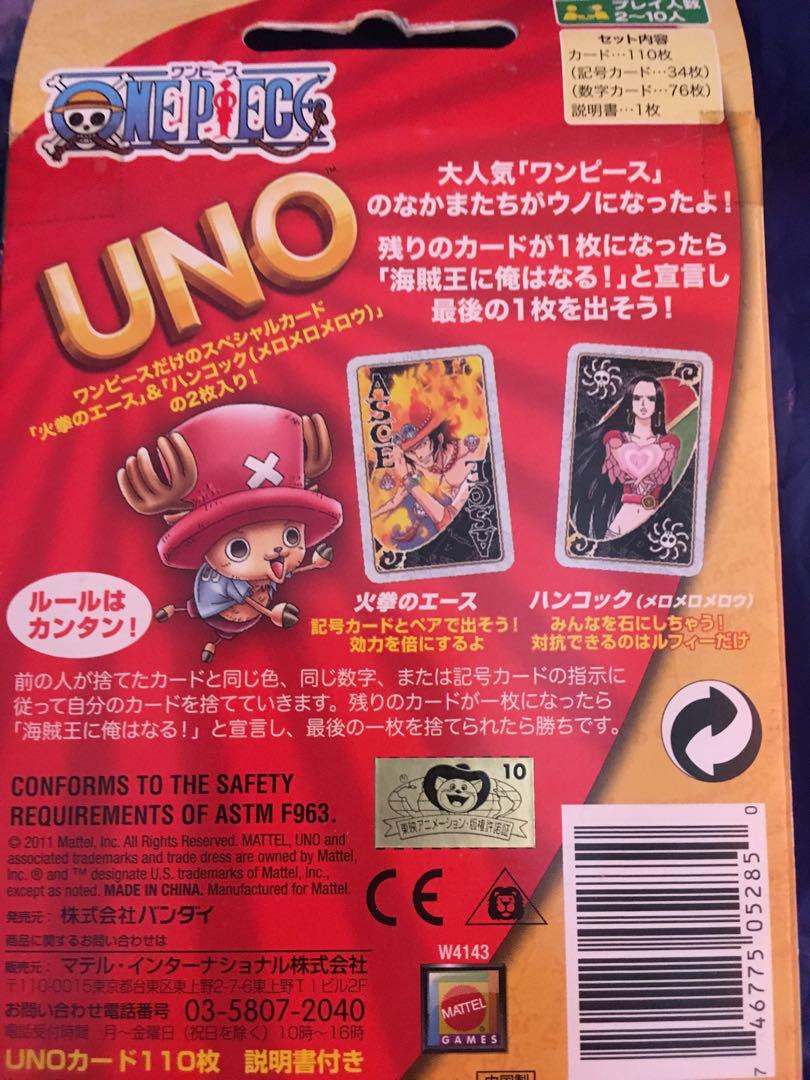 プレイ人数
2～10人
セット内容
カード…110枚
(記号カード…34枚)
(数字カード…76枚)
説明書…1枚
ワンピース
ONE PIECE
UNO™
大人気「ワンピース」
のなかまたちがウノになったよ!
残りのカードが1枚になったら
「海賊王に俺はなる!」と宣言し
最後の1枚を出そう!
ワンピースだけのスペシャルカード
「火拳のエース」&「ハンコック(メロメロメロウ)」
の2枚入り!
ルールは
カンタン!
火拳のエース
記号カードとペアで出そう!
効力を倍にするよ
ハンコック(メロメロメロウ)
みんなを石にしちゃう!
対抗できるのはルフィーだけ
前の人が捨てたカードと同じ色、同じ数字、または記号カードの指示に
従って自分のカードを捨てていきます。残りのカードが一枚になったら
「海賊王に俺はなる!」と宣言し、最後の一枚を捨てられたら勝ちです。
CONFORMS TO THE SAFETY
REQUIREMENTS OF ASTM F963.
© 2011 Mattel, Inc. All Rights Reserved. MATTEL, UNO and
associated trademarks and trade dress are owned by Mattel,
Inc. ® and ™ designate U.S. trademarks of Mattel, Inc.,
except as noted. MADE IN CHINA. Manufactured for Mattel.
10
東映アニメーション・版権許諾証
CE
発売元：株式会社バンダイ
商品に関するお問い合わせは
販売元：マテル・インターナショナル株式会社
〒110-0015東京都台東区東上野2-7-6東上野TIビル2F
お問い合わせ電話番号 03-5807-2040
電話受付時間 月～金曜日(祝日を除く)10時～16時
UNOカード110枚 説明書付き
W4143
MATTEL
GAMES
中国製
7 46775 05285 0